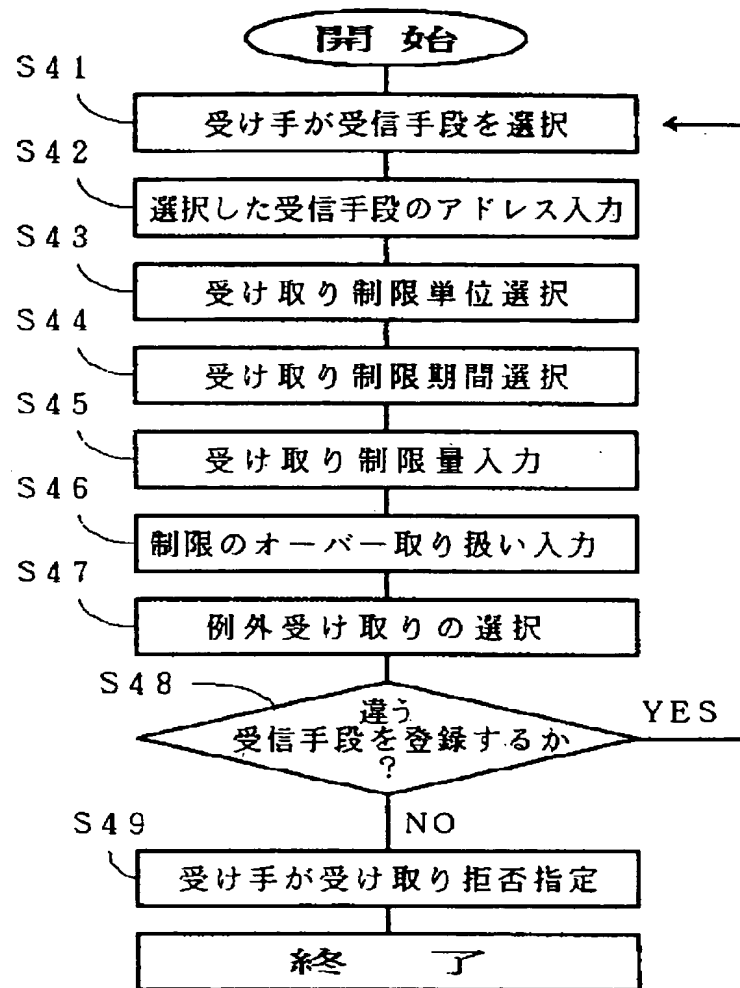 開 始
S41
受け手が受信手段を選択
S42
選択した受信手段のアドレス入力
S43
受け取り制限単位選択
S44
受け取り制限期間選択
S45
受け取り制限量入力
S46
制限のオーバー取り扱い入力
S47
例外受け取りの選択
S48
違う
受信手段を登録するか
?
YES
NO
S49
受け手が受け取り拒否指定
終 了